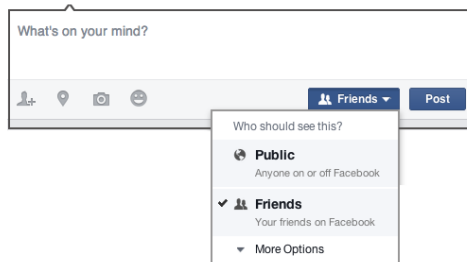 What's on your mind?
Friends Post
Who should see this?
Public
Anyone on or off Facebook
Friends
Your friends on Facebook
More Options